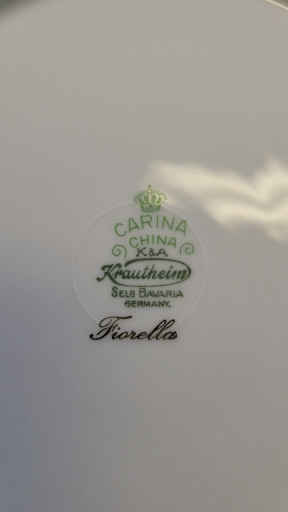 CARINA
CHINA
K&A
Krautheim
SELB BAVARIA
GERMANY.
Fiorella